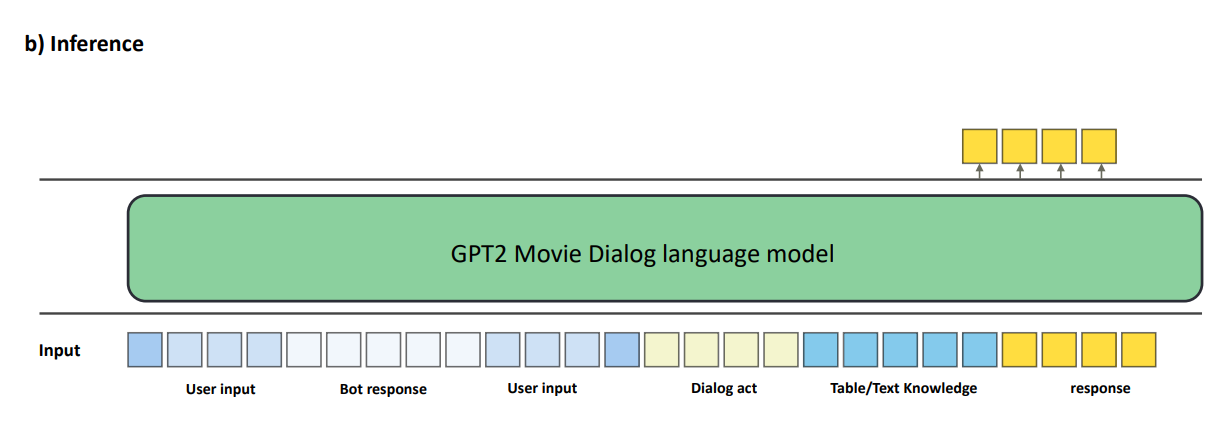 b) Inference
GPT2 Movie Dialog language model
Input
User input Bot response User input Dialog act Table/Text Knowledge response